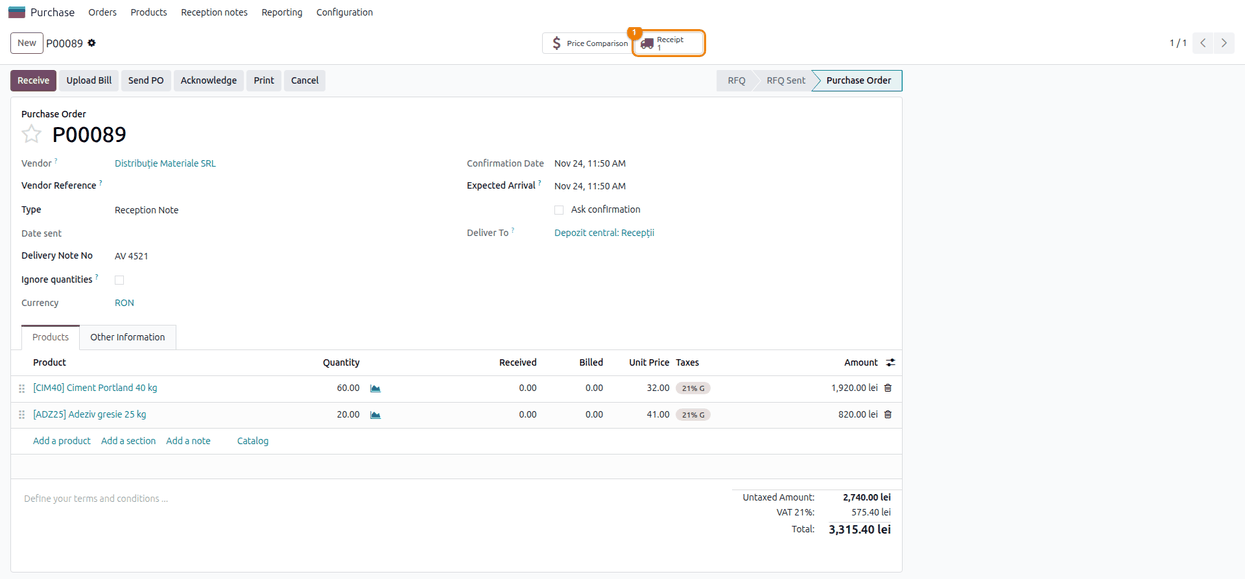 Purchase Orders Products Reception notes Reporting Configuration
New P00089 $ Price Comparison 1 Receipt 1 1 / 1
Receive Upload Bill Send PO Acknowledge Print Cancel RFQ RFQ Sent Purchase Order
Purchase Order
P00089
Vendor ? Distribuție Materiale SRL Confirmation Date Nov 24, 11:50 AM
Vendor Reference ? Expected Arrival ? Nov 24, 11:50 AM
Type Reception Note Ask confirmation
Date sent Deliver To ? Depozit central: Recepții
Delivery Note No AV 4521
Ignore quantities ?
Currency RON
Products Other Information
Product Quantity Received Billed Unit Price Taxes Amount
[CIM40] Ciment Portland 40 kg 60.00 0.00 0.00 32.00 21% G 1,920.00 lei
[ADZ25] Adeziv gresie 25 kg 20.00 0.00 0.00 41.00 21% G 820.00 lei
Add a product Add a section Add a note Catalog
Define your terms and conditions ... Untaxed Amount: 2,740.00 lei
VAT 21%: 575.40 lei
Total: 3,315.40 lei